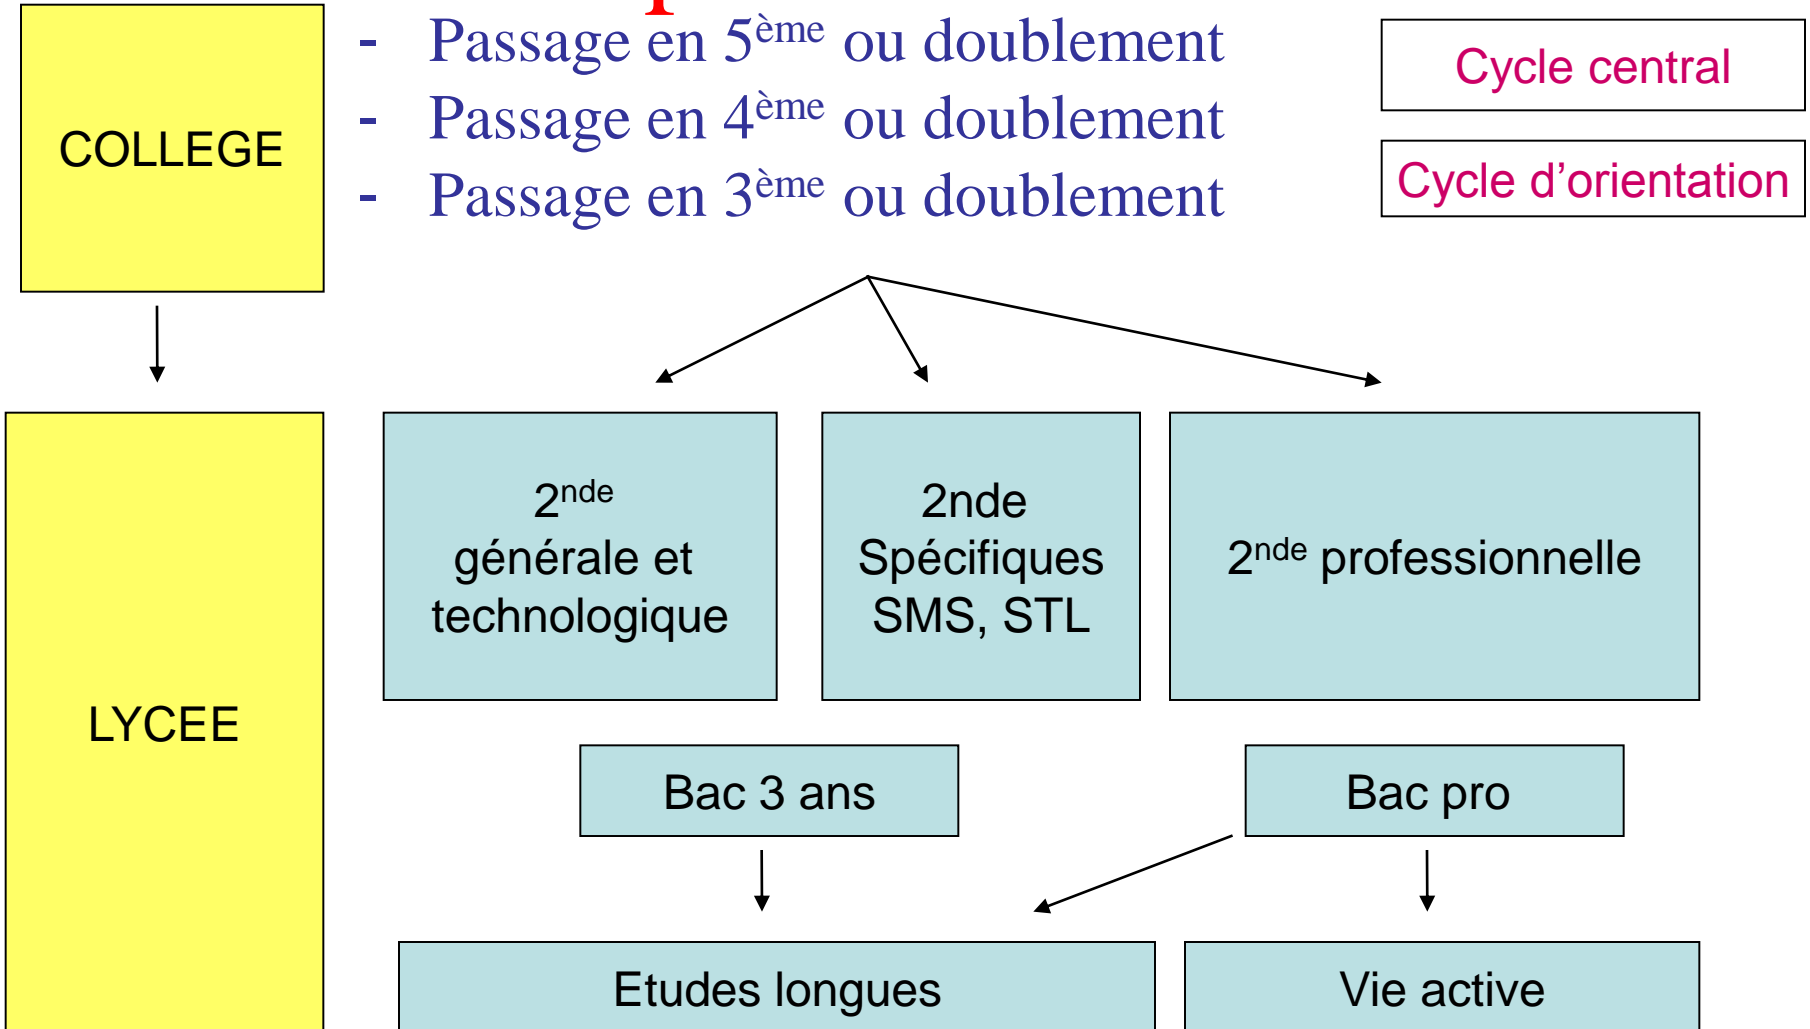 COLLEGE
- Passage en 5ème ou doublement
- Passage en 4ème ou doublement
- Passage en 3ème ou doublement
Cycle central
Cycle d’orientation
LYCEE
2nde
générale et
technologique
2nde
Spécifiques
SMS, STL
2nde professionnelle
Bac 3 ans
Bac pro
Etudes longues
Vie active